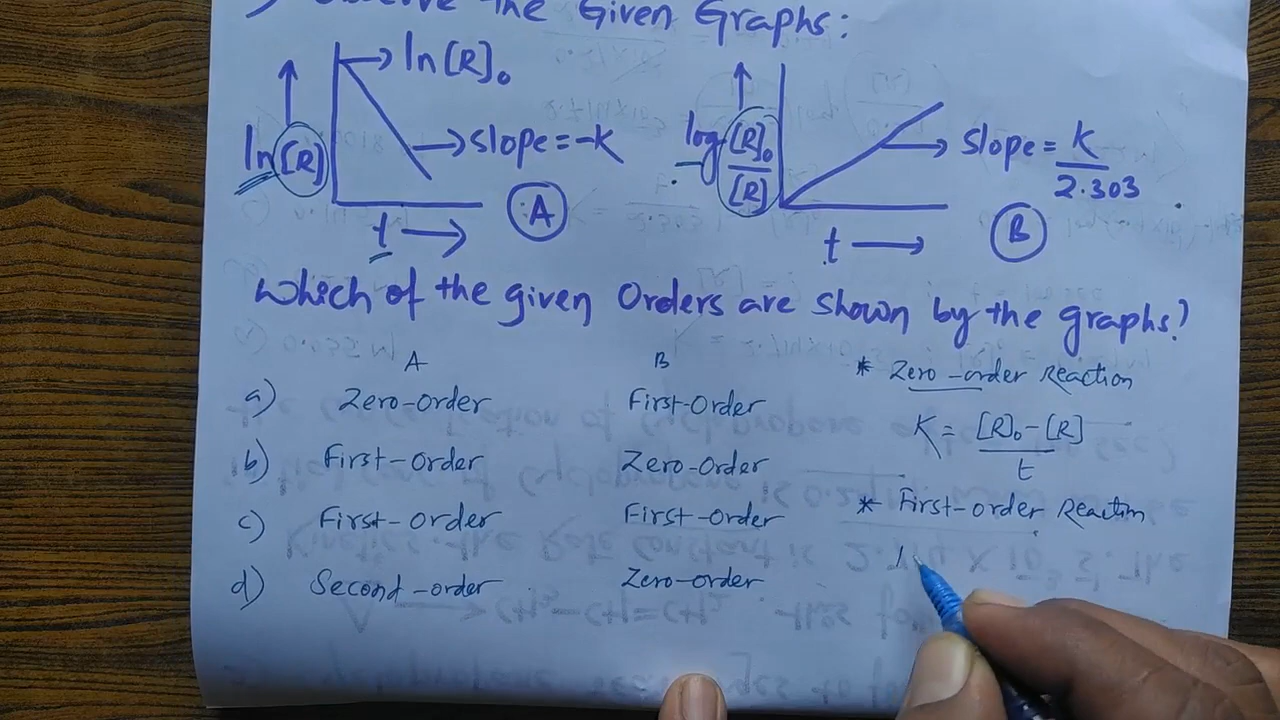 the Given Graphs:
ln[R]₀
ln[R]
slope=-K
t
A
log [R]₀/[R]
Slope = K/2.303
t
B
Which of the given Orders are shown by the graphs?
A B
a) Zero-order First-Order
b) First-Order Zero-Order
c) First-Order First-Order
d) Second-order Zero-order
* Zero-order Reaction
K = [R]₀-[R]/t
* First-order Reaction